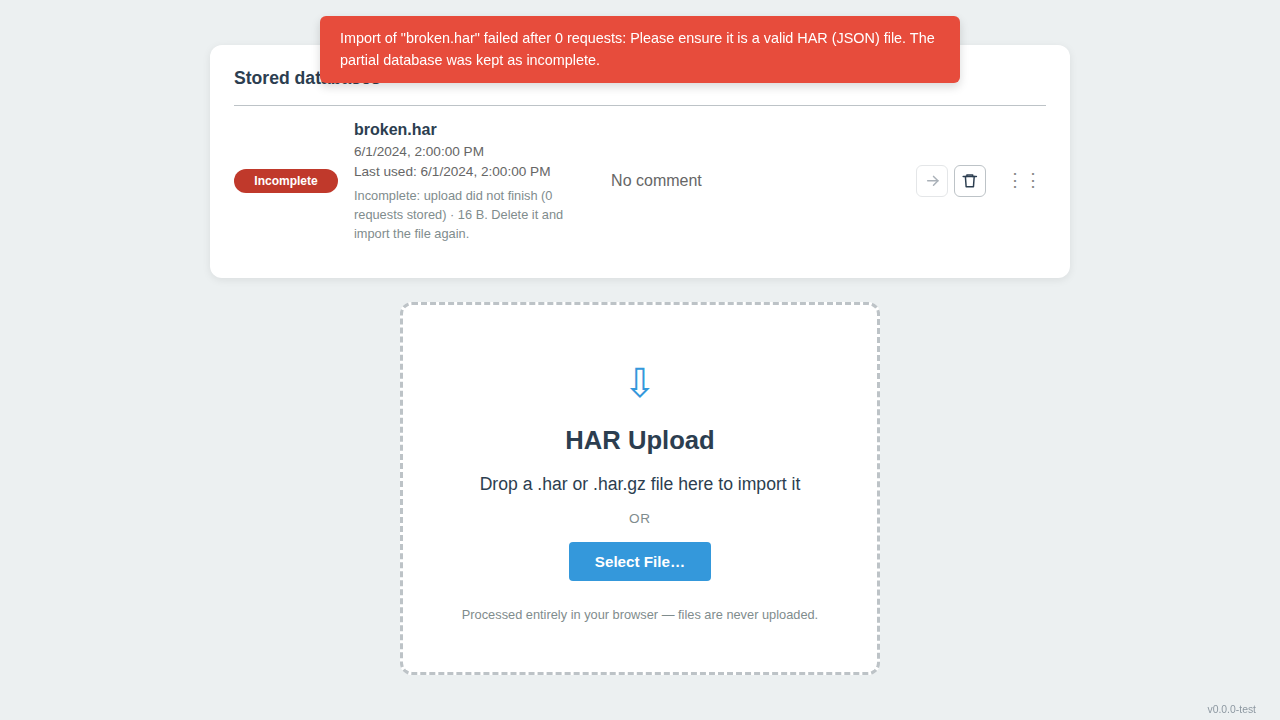 Import of "broken.har" failed after 0 requests: Please ensure it is a valid HAR (JSON) file. The
partial database was kept as incomplete.
Stored
broken.har
6/1/2024, 2:00:00 PM
Last used: 6/1/2024, 2:00:00 PM
Incomplete
Incomplete: upload did not finish (0
requests stored) · 16 B. Delete it and
import the file again.
No comment
⇩
HAR Upload
Drop a .har or .har.gz file here to import it
OR
Select File…
Processed entirely in your browser — files are never uploaded.
v0.0.0-test